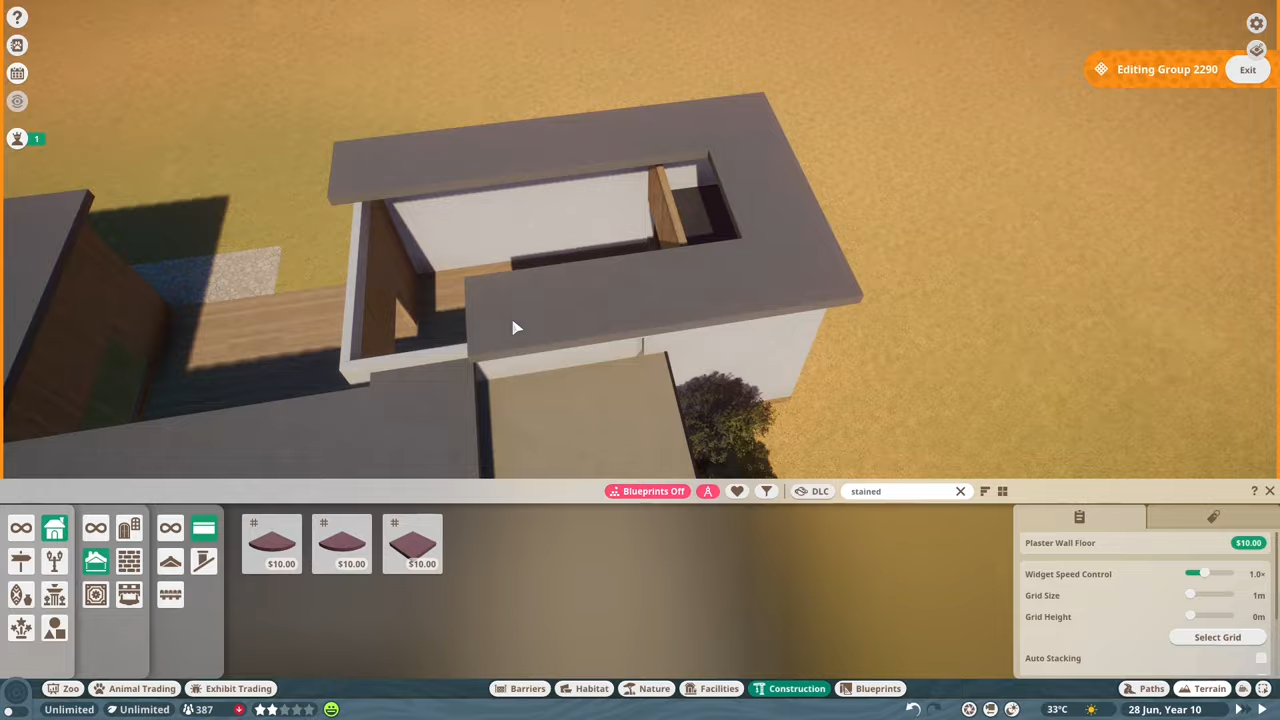 ?
Editing Group 2290
Exit
1
Blueprints Off
DLC
stained
?
$10.00
$10.00
$10.00
Plaster Wall Floor
$10.00
Widget Speed Control
1.0×
Grid Size
1m
Grid Height
0m
Select Grid
Auto Stacking
Zoo
Animal Trading
Exhibit Trading
Barriers
Habitat
Nature
Facilities
Construction
Blueprints
Paths
Terrain
Unlimited
Unlimited
387
33°C
28 Jun, Year 10